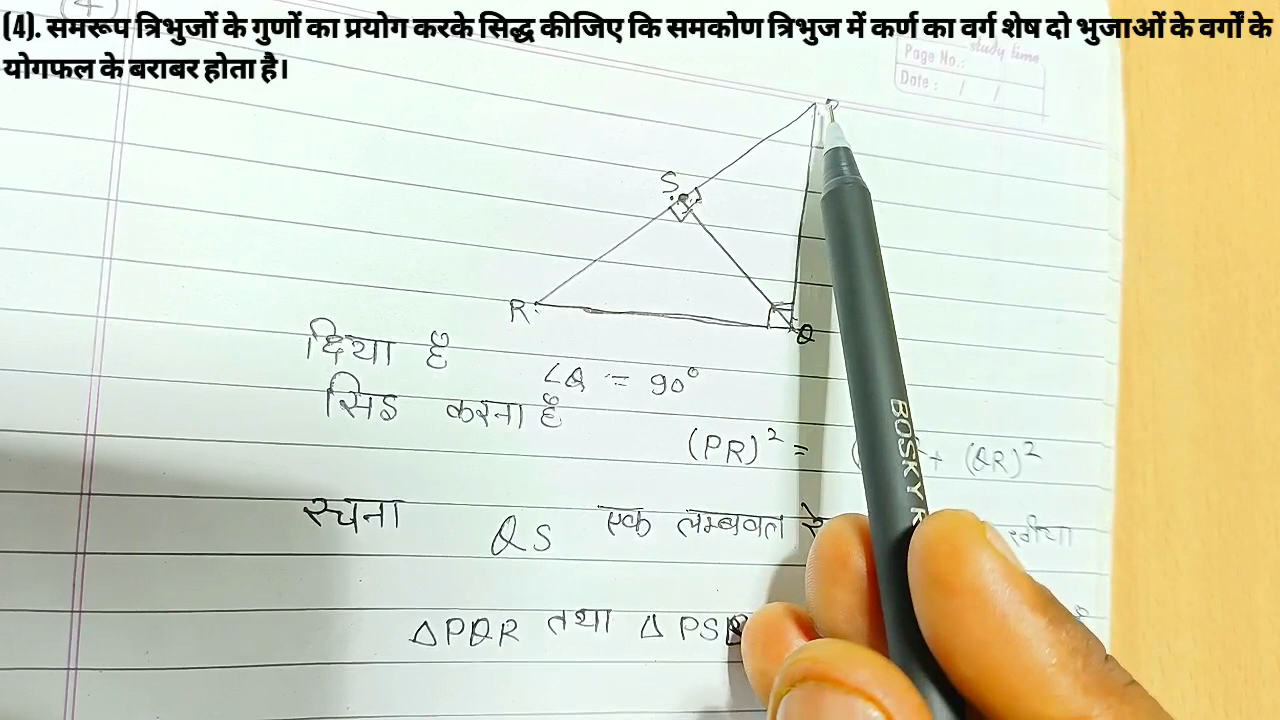 (4). समरूप त्रिभुजों के गुणों का प्रयोग करके सिद्ध कीजिए कि समकोण त्रिभुज में कर्ण का वर्ग शेष दो भुजाओं के वर्गों के
योगफल के बराबर होता है।
study time
Page No.:
Date : / /
S
R
Q
दिया है
∠Q = 90°
सिद्ध करना है
(PR)² = + (QR)²
रचना QS एक लम्बवत
ΔPQR तथा Δ PS
BOSKY